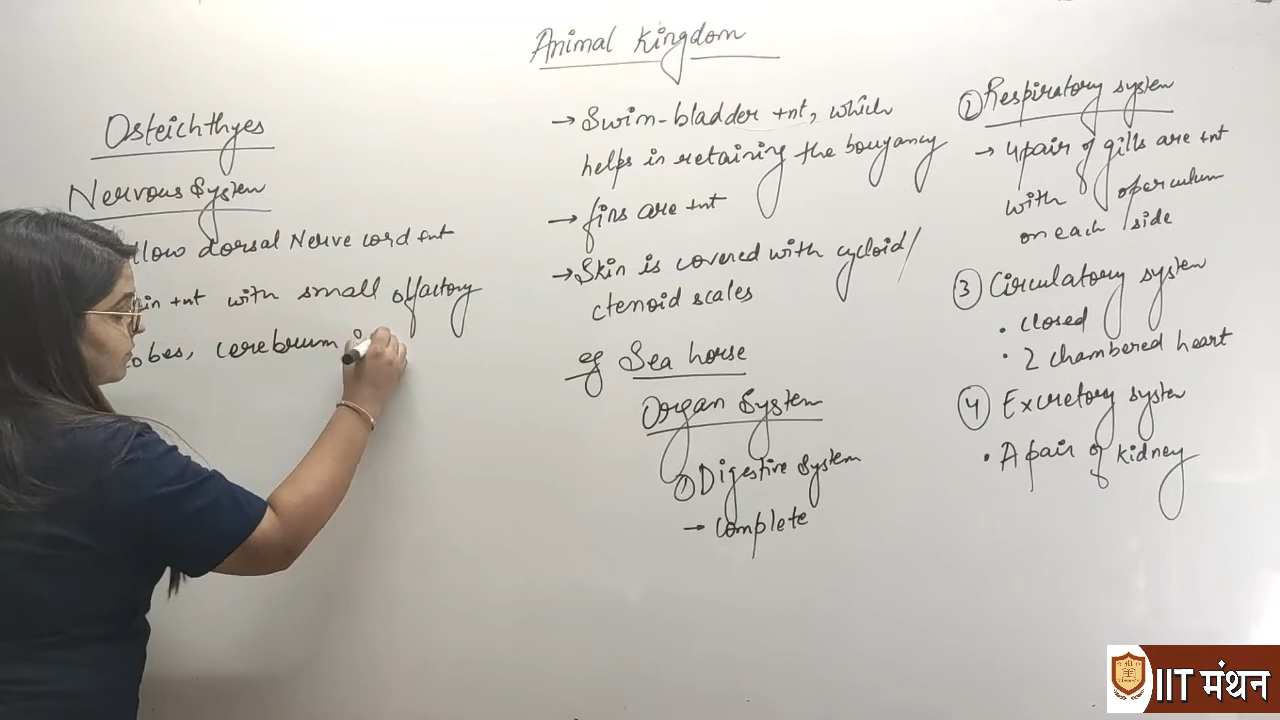 Animal Kingdom
Osteichthyes
Nervous System
dorsal Nerve cord +nt
+nt with small olfactory
cerebrum
→ Swim-bladder +nt, which
helps in retaining the bouyancy
→ fins are +nt
→ Skin is covered with cycloid/
ctenoid scales
eg Sea horse
Organ System
① Digestive System
→ Complete
② Respiratory system
→ 4 pair of gills are +nt
with operculum
on each side
③ Circulatory system
• closed
• 2 chambered heart
④ Excretory system
• A pair of kidney
IIT मंथन